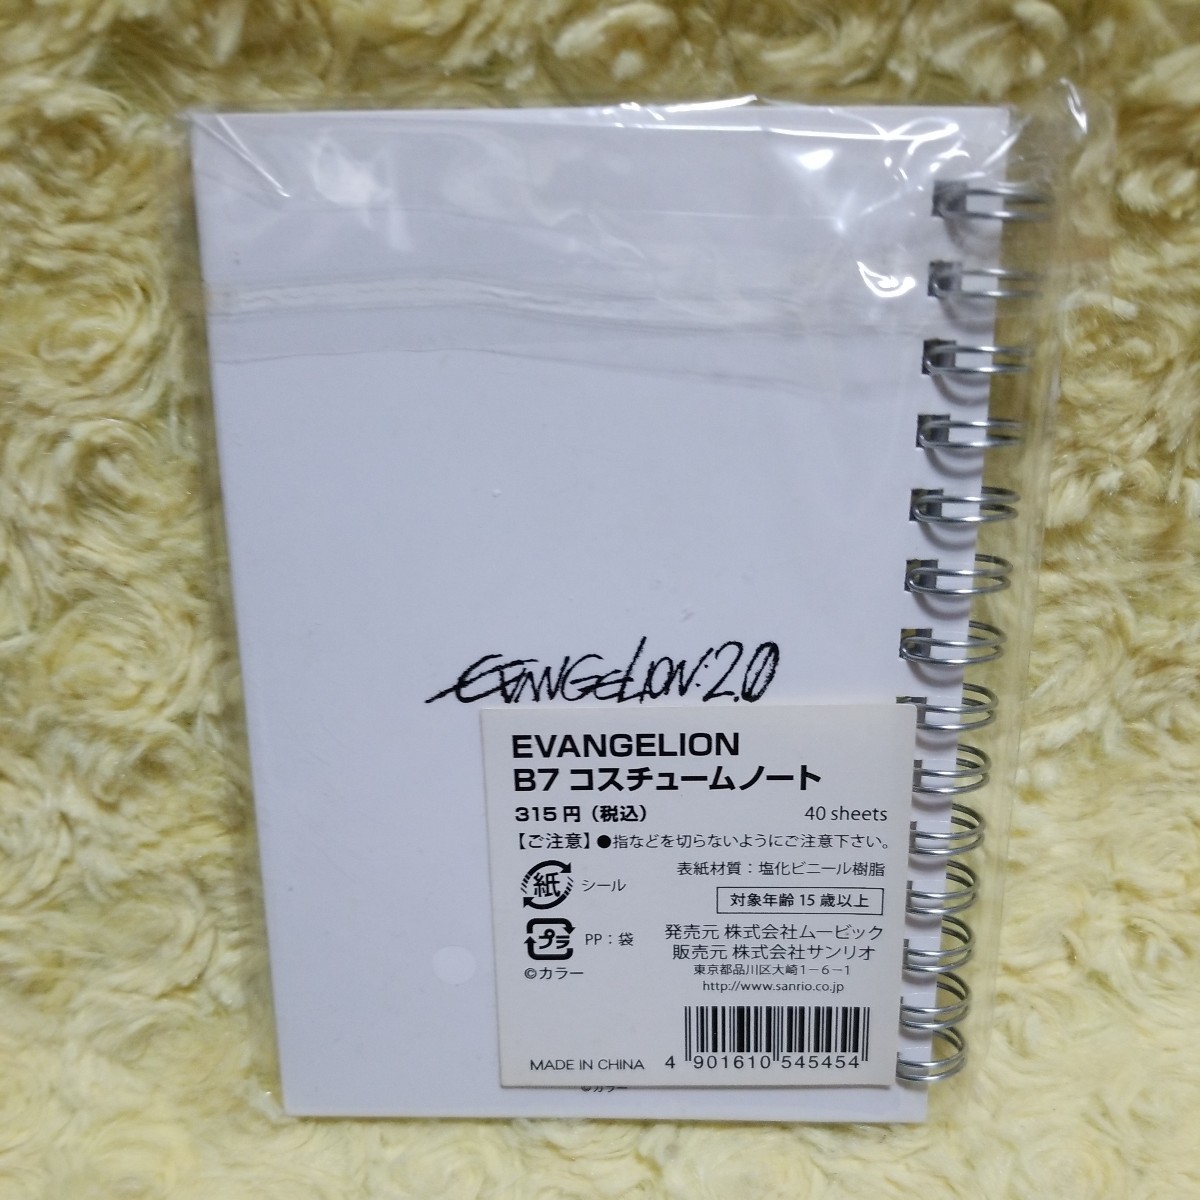 EVANGELION:2.0
EVANGELION
B7 コスチュームノート
315円（税込） 40 sheets
【ご注意】●指などを切らないようにご注意下さい。
表紙材質：塩化ビニール樹脂
紙 シール
対象年齢 15 歳以上
プラ PP：袋
発売元 株式会社ムービック
販売元 株式会社サンリオ
©カラー
東京都品川区大崎1-6-1
http://www.sanrio.co.jp
MADE IN CHINA
4 901610 545454
©カラー